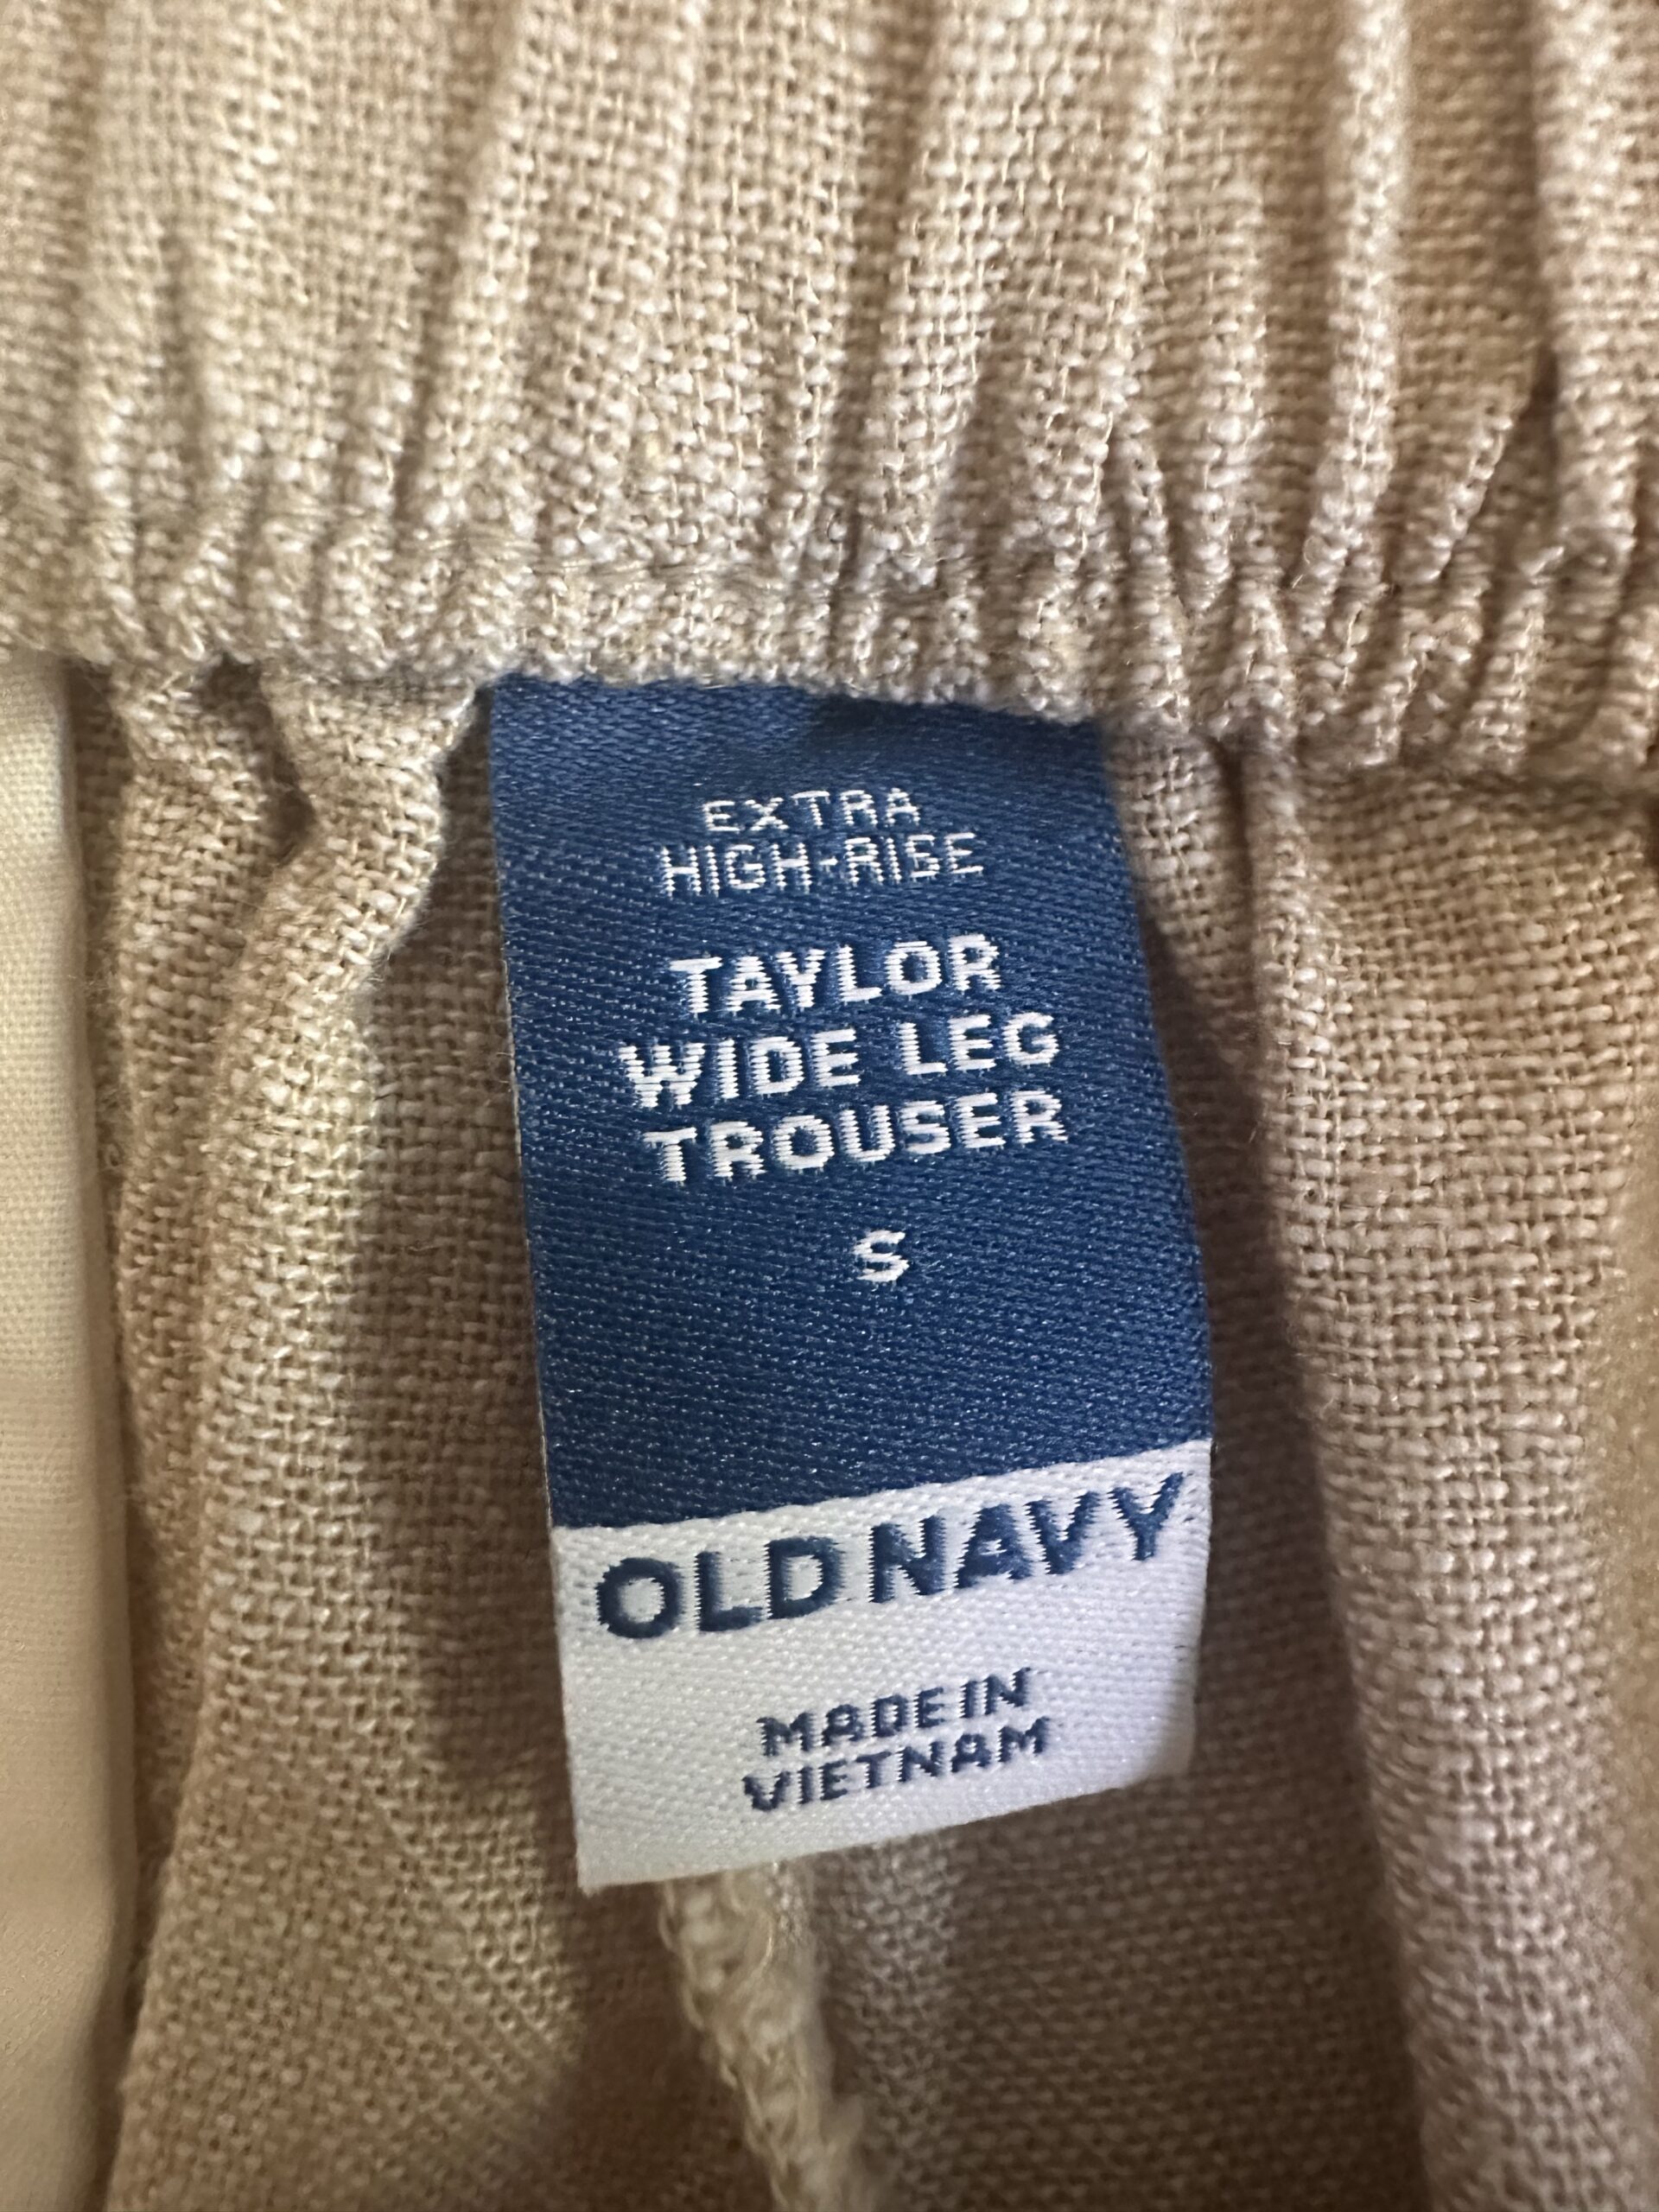 EXTRA
HIGH-RISE
TAYLOR
WIDE LEG
TROUSER
S
OLD NAVY
MADE IN
VIETNAM